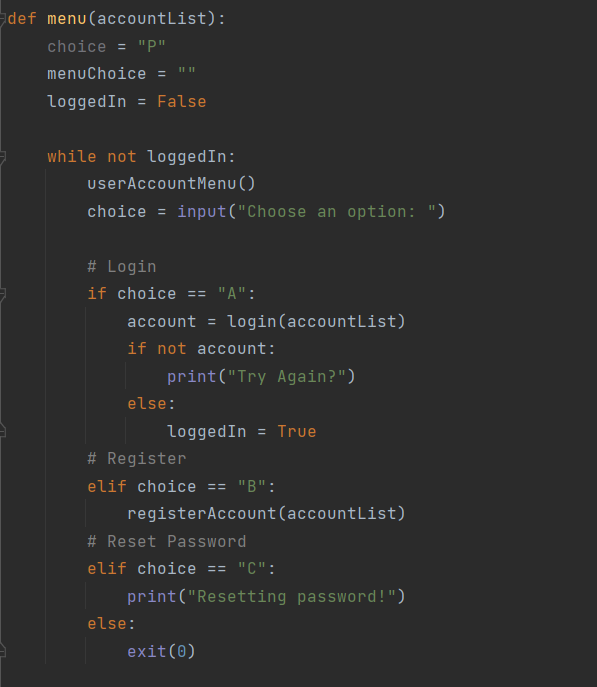 def menu(accountList):
    choice = "P"
    menuChoice = ""
    loggedIn = False

    while not loggedIn:
        userAccountMenu()
        choice = input("Choose an option: ")

        # Login
        if choice == "A":
            account = login(accountList)
            if not account:
                print("Try Again?")
            else:
                loggedIn = True
        # Register
        elif choice == "B":
            registerAccount(accountList)
        # Reset Password
        elif choice == "C":
            print("Resetting password!")
        else:
            exit(0)